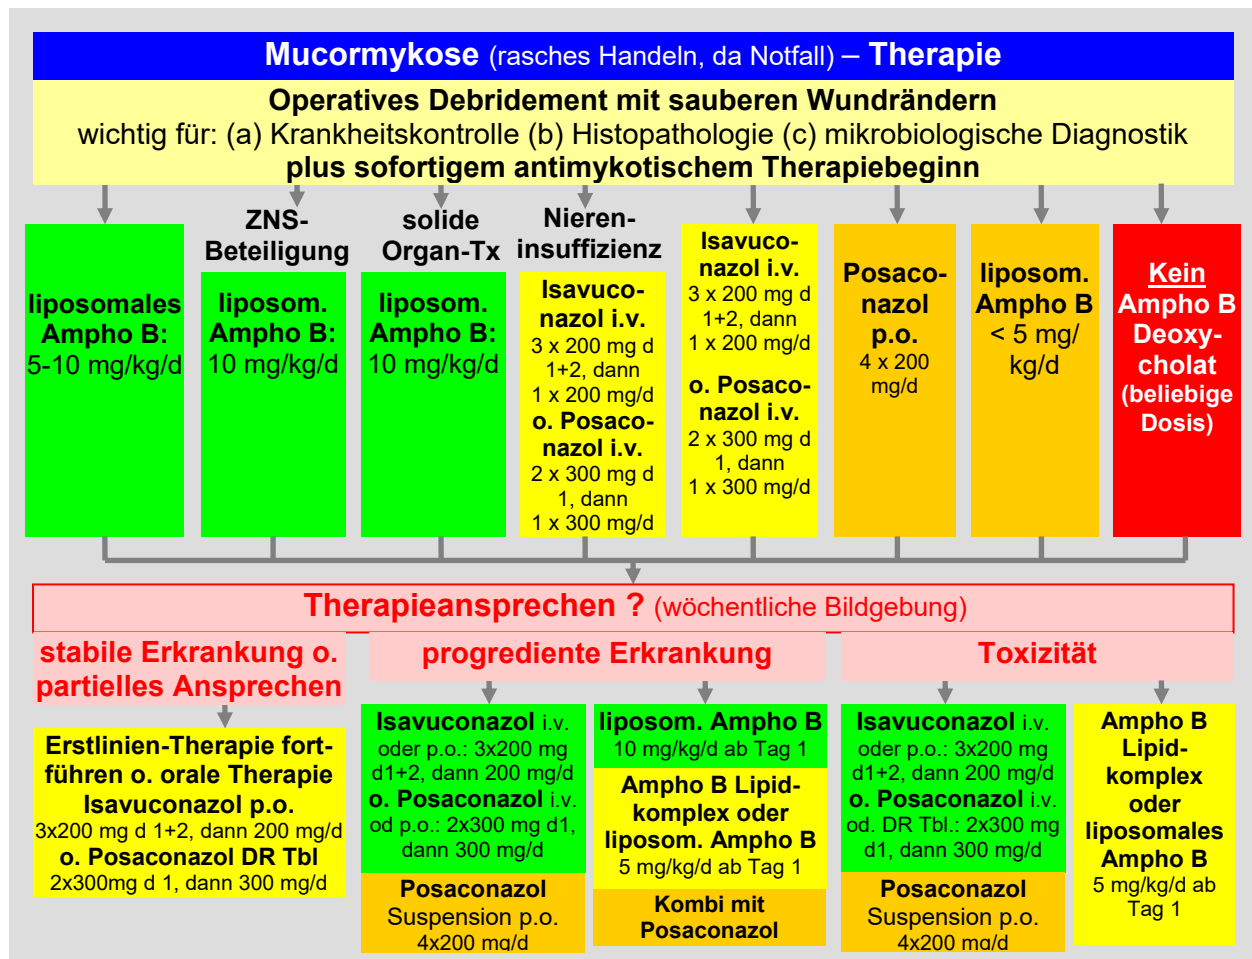 Mucormykose (rasches Handeln, da Notfall) – Therapie
Operatives Debridement mit sauberen Wundrändern
wichtig für: (a) Krankheitskontrolle (b) Histopathologie (c) mikrobiologische Diagnostik
plus sofortigem antimykotischem Therapiebeginn
liposomales
Ampho B:
5-10 mg/kg/d
ZNS-
Beteiligung
liposom.
Ampho B:
10 mg/kg/d
solide
Organ-Tx
liposom.
Ampho B:
10 mg/kg/d
Nieren-
insuffizienz
Isavuco-
nazol i.v.
3 x 200 mg d
1+2, dann
1 x 200 mg/d
o. Posaco-
nazol i.v.
2 x 300 mg d
1, dann
1 x 300 mg/d
Isavuco-
nazol i.v.
3 x 200 mg d
1+2, dann
1 x 200 mg/d
o. Posaco-
nazol i.v.
2 x 300 mg d
1, dann
1 x 300 mg/d
Posaco-
nazol
p.o.
4 x 200
mg/d
liposom.
Ampho B
< 5 mg/
kg/d
Kein
Ampho B
Deoxy-
cholat
(beliebige
Dosis)
Therapieansprechen ? (wöchentliche Bildgebung)
stabile Erkrankung o.
partielles Ansprechen
Erstlinien-Therapie fort-
führen o. orale Therapie
Isavuconazol p.o.
3x200 mg d 1+2, dann 200 mg/d
o. Posaconazol DR Tbl
2x300mg d 1, dann 300 mg/d
progrediente Erkrankung
Isavuconazol i.v.
oder p.o.: 3x200 mg
d1+2, dann 200 mg/d
o. Posaconazol i.v.
od p.o.: 2x300 mg d1,
dann 300 mg/d
Posaconazol
Suspension p.o.
4x200 mg/d
liposom. Ampho B
10 mg/kg/d ab Tag 1
Ampho B Lipid-
komplex oder
liposom. Ampho B
5 mg/kg/d ab Tag 1
Kombi mit
Posaconazol
Toxizität
Isavuconazol i.v.
oder p.o.: 3x200 mg
d1+2, dann 200 mg/d
o. Posaconazol i.v.
od. DR Tbl.: 2x300 mg
d1, dann 300 mg/d
Posaconazol
Suspension p.o.
4x200 mg/d
Ampho B
Lipid-
komplex
oder
liposomales
Ampho B
5 mg/kg/d ab
Tag 1